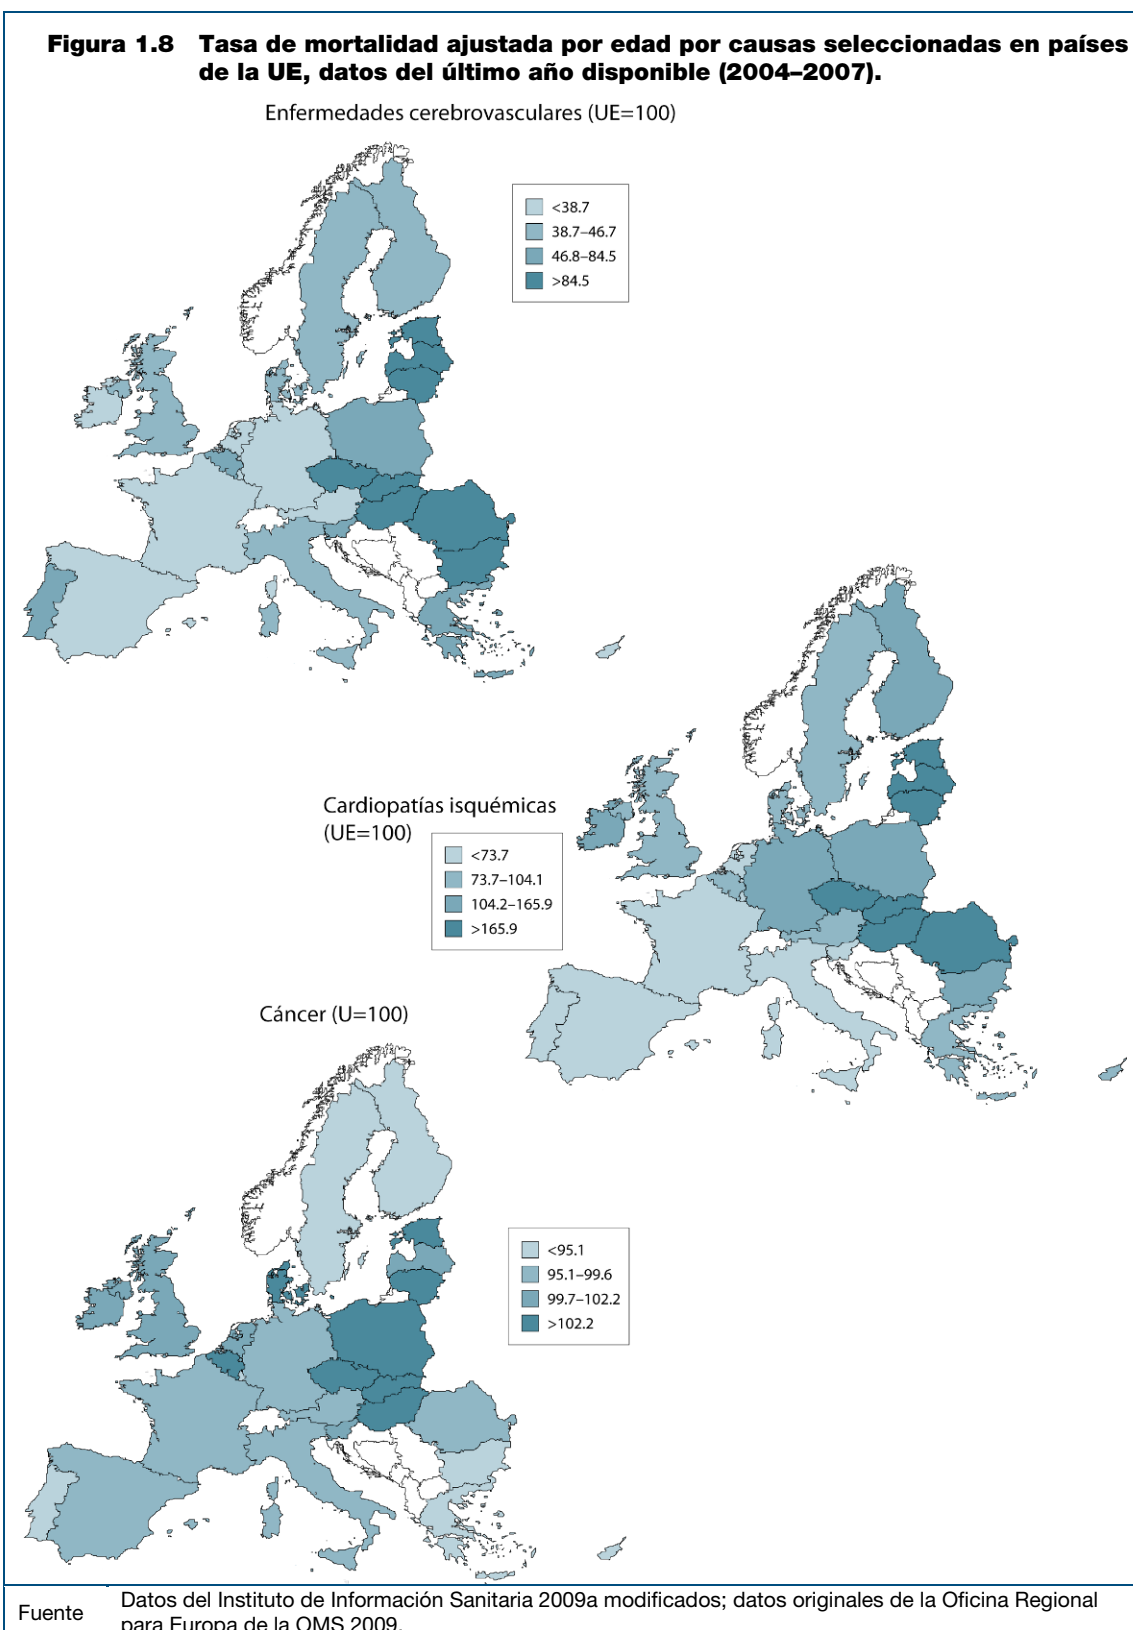 Figura 1.8 Tasa de mortalidad ajustada por edad por causas seleccionadas en países
de la UE, datos del último año disponible (2004–2007).
Enfermedades cerebrovasculares (UE=100)
<38.7
38.7–46.7
46.8–84.5
>84.5
Cardiopatías isquémicas
(UE=100)
<73.7
73.7–104.1
104.2–165.9
>165.9
Cáncer (U=100)
<95.1
95.1–99.6
99.7–102.2
>102.2
Fuente Datos del Instituto de Información Sanitaria 2009a modificados; datos originales de la Oficina Regional
para Europa de la OMS 2009.